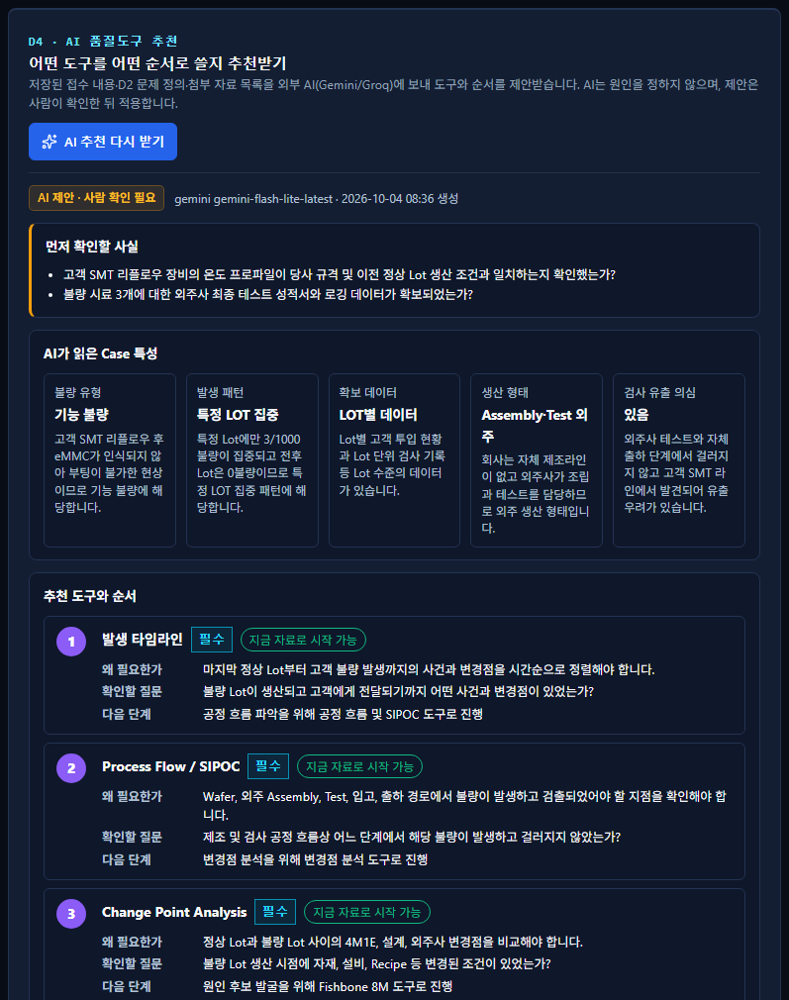 D4 · AI 품질도구 추천
어떤 도구를 어떤 순서로 쓸지 추천받기
저장된 접수 내용·D2 문제 정의·첨부 자료 목록을 외부 AI(Gemini/Groq)에 보내 도구와 순서를 제안받습니다. AI는 원인을 정하지 않으며, 제안은
사람이 확인한 뒤 적용합니다.
AI 추천 다시 받기
AI 제안 · 사람 확인 필요 gemini gemini-flash-lite-latest · 2026-10-04 08:36 생성
먼저 확인할 사실
• 고객 SMT 리플로우 장비의 온도 프로파일이 당사 규격 및 이전 정상 Lot 생산 조건과 일치하는지 확인했는가?
• 불량 시료 3개에 대한 외주사 최종 테스트 성적서와 로깅 데이터가 확보되었는가?
AI가 읽은 Case 특성
불량 유형
기능 불량
고객 SMT 리플로우 후
eMMC가 인식되지 않
아 부팅이 불가한 현상
이므로 기능 불량에 해
당합니다.
발생 패턴
특정 LOT 집중
특정 Lot에만 3/1000
불량이 집중되고 전후
Lot은 0불량이므로 특
정 LOT 집중 패턴에 해
당합니다.
확보 데이터
LOT별 데이터
Lot별 고객 투입 현황
과 Lot 단위 검사 기록
등 Lot 수준의 데이터
가 있습니다.
생산 형태
Assembly·Test 외
주
회사는 자체 제조라인
이 없고 외주사가 조립
과 테스트를 담당하므
로 외주 생산 형태입니
다.
검사 유출 의심
있음
외주사 테스트와 자체
출하 단계에서 걸러지
지 않고 고객 SMT 라
인에서 발견되어 유출
우려가 있습니다.
추천 도구와 순서
1 발생 타임라인 필수 지금 자료로 시작 가능
왜 필요한가 마지막 정상 Lot부터 고객 불량 발생까지의 사건과 변경점을 시간순으로 정렬해야 합니다.
확인할 질문 불량 Lot이 생산되고 고객에게 전달되기까지 어떤 사건과 변경점이 있었는가?
다음 단계 공정 흐름 파악을 위해 공정 흐름 및 SIPOC 도구로 진행
2 Process Flow / SIPOC 필수 지금 자료로 시작 가능
왜 필요한가 Wafer, 외주 Assembly, Test, 입고, 출하 경로에서 불량이 발생하고 검출되었어야 할 지점을 확인해야 합
니다.
확인할 질문 제조 및 검사 공정 흐름상 어느 단계에서 해당 불량이 발생하고 걸러지지 않았는가?
다음 단계 변경점 분석을 위해 변경점 분석 도구로 진행
3 Change Point Analysis 필수 지금 자료로 시작 가능
왜 필요한가 정상 Lot과 불량 Lot 사이의 4M1E, 설계, 외주사 변경점을 비교해야 합니다.
확인할 질문 불량 Lot 생산 시점에 자재, 설비, Recipe 등 변경된 조건이 있었는가?
다음 단계 원인 후보 발굴을 위해 Fishbone 8M 도구로 진행